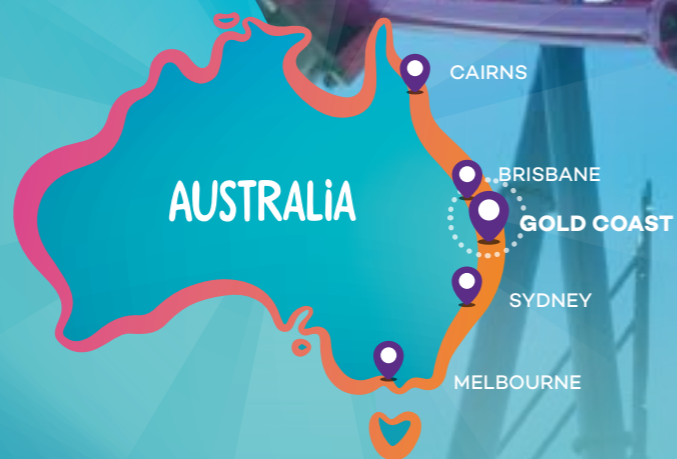 CAIRNS
BRISBANE
AUSTRALiA
GOLD COAST
SYDNEY
MELBOURNE